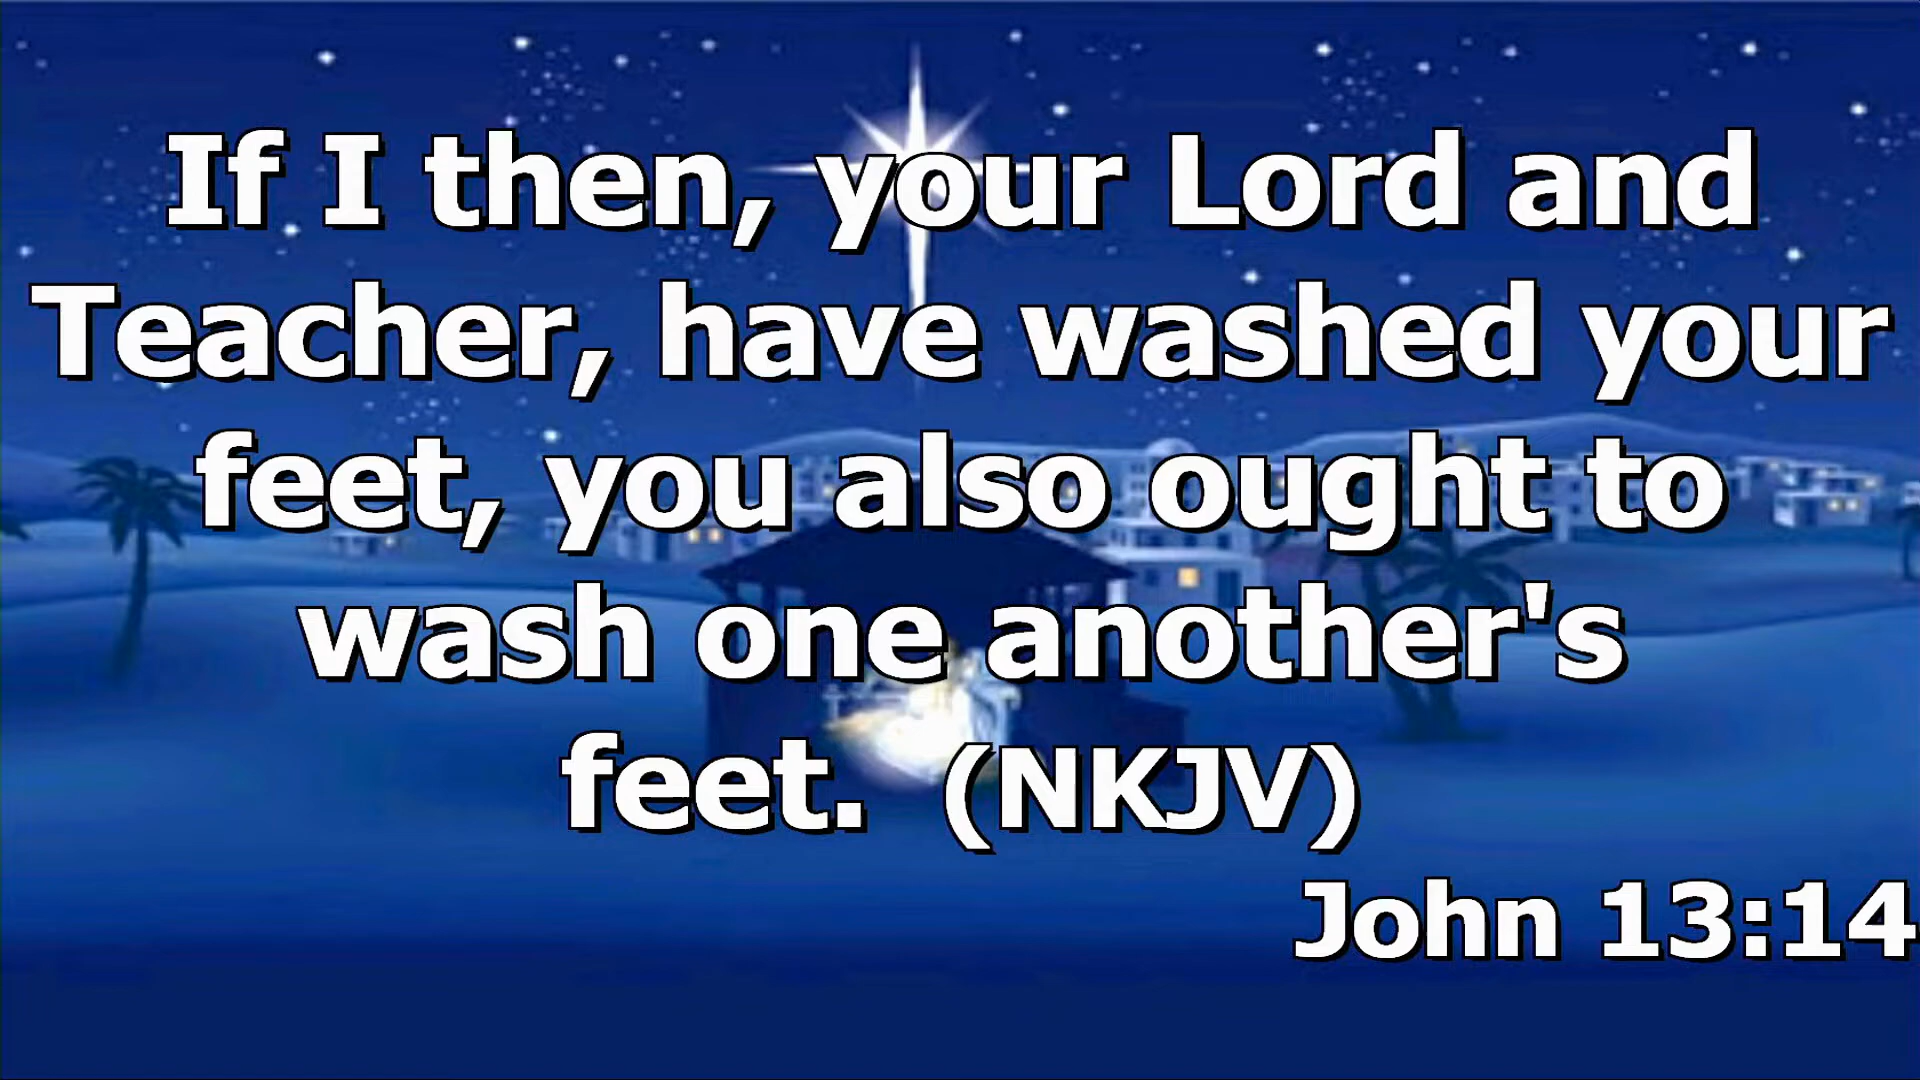 If I then, your Lord and
Teacher, have washed your
feet, you also ought to
wash one another's
feet. (NKJV)
John 13:14